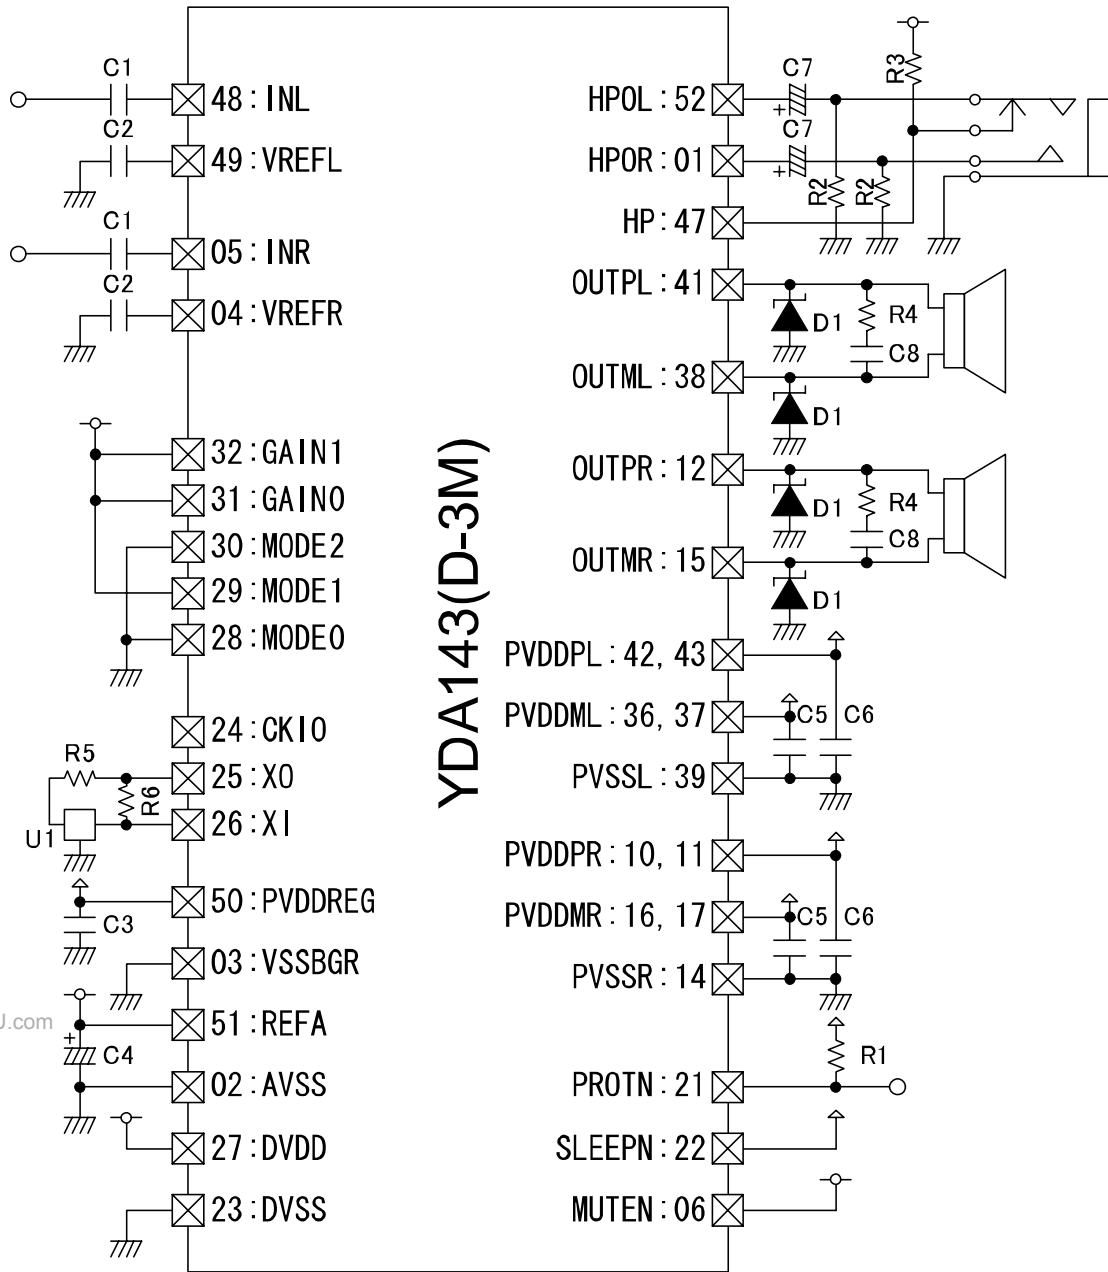 C1
48:INL
C2
49:VREFL
C1
05:INR
C2
04:VREFR
32:GAIN1
31:GAIN0
30:MODE2
29:MODE1
28:MODE0
24:CKIO
R5
25:XO
R6
U1
26:XI
50:PVDDREG
C3
03:VSSBGR
51:REFA
+
C4
02:AVSS
27:DVDD
23:DVSS
YDA143(D-3M)
R3
C7
HPOL:52
+
C7
HPOR:01
+
R2
R2
HP:47
OUTPL:41
D1
R4
C8
OUTML:38
D1
OUTPR:12
D1
R4
C8
OUTMR:15
D1
PVDDPL:42,43
PVDDML:36,37
C5
C6
PVSSL:39
PVDDPR:10,11
PVDDMR:16,17
C5
C6
PVSSR:14
R1
PROTN:21
SLEEPN:22
MUTEN:06